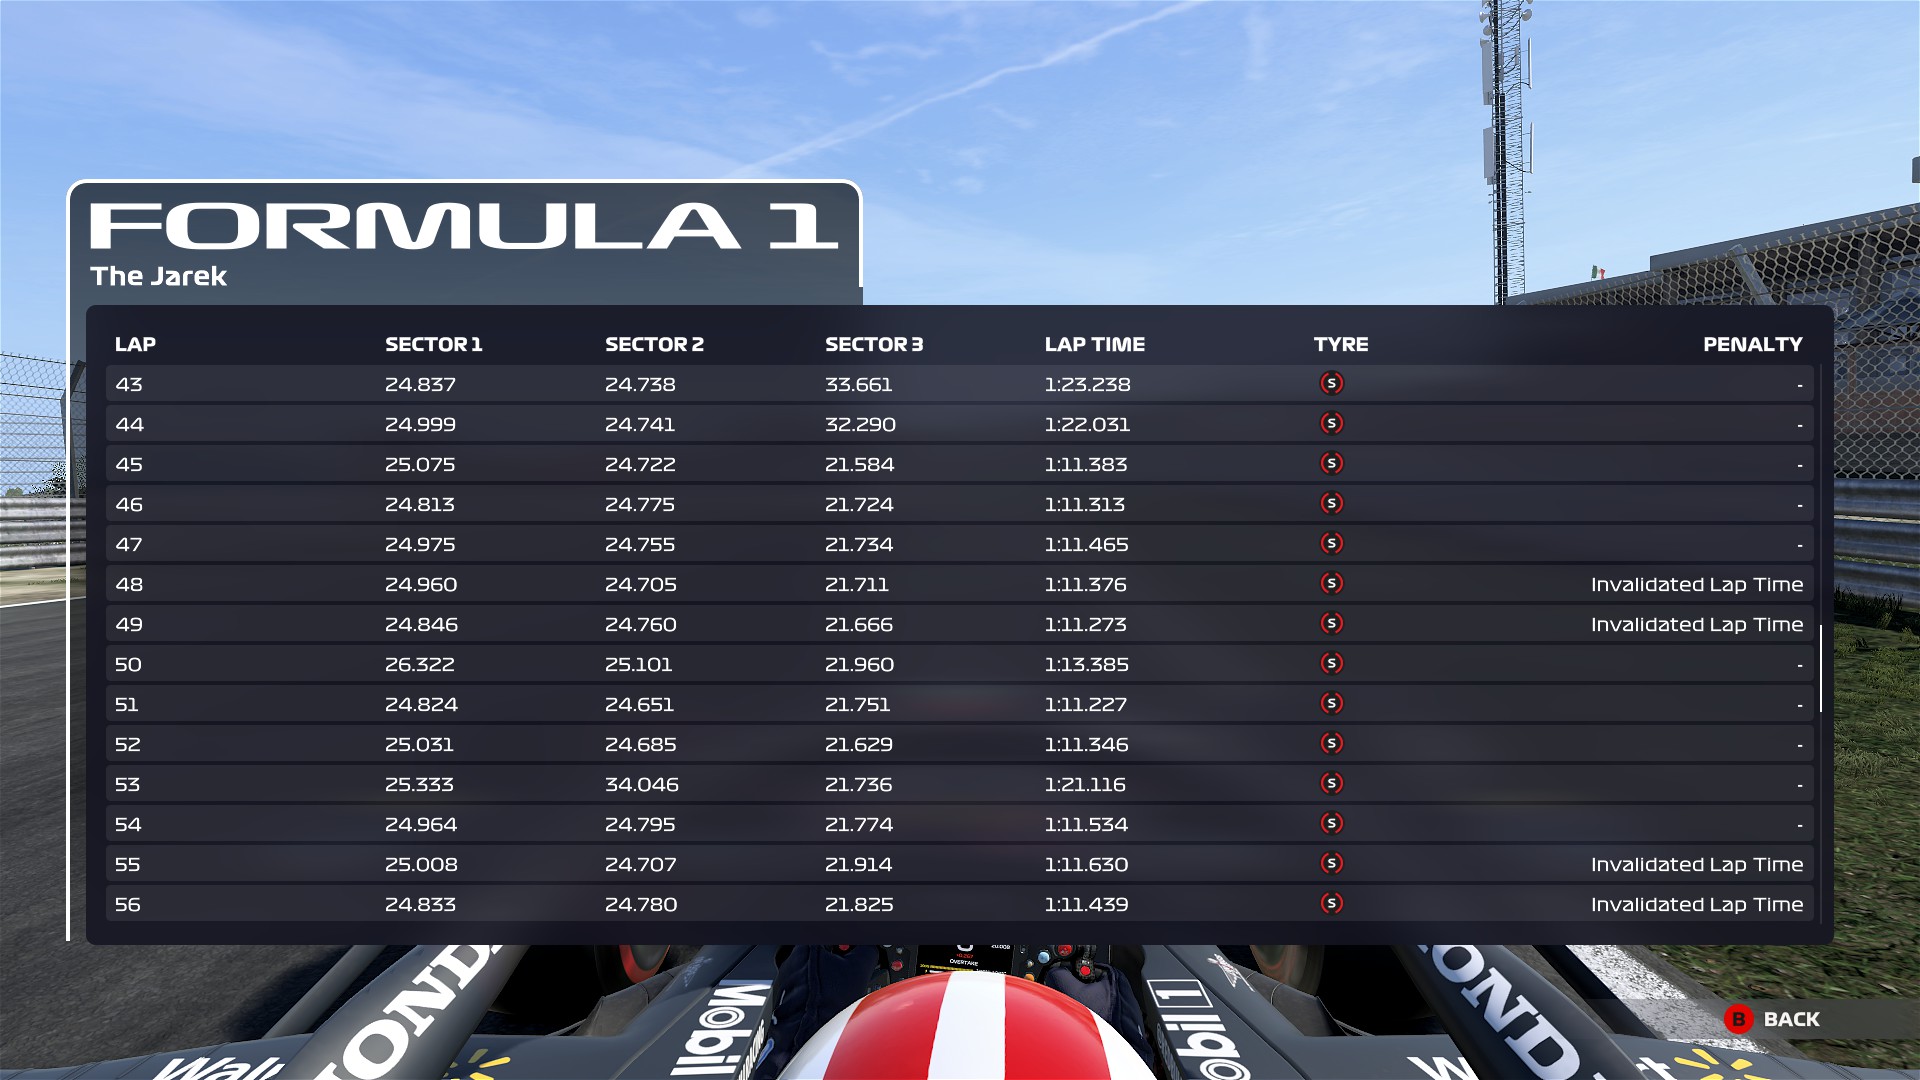 FORMULA 1
The Jarek
LAP SECTOR 1 SECTOR 2 SECTOR 3 LAP TIME TYRE PENALTY
43 24.837 24.738 33.661 1:23.238 S -
44 24.999 24.741 32.290 1:22.031 S -
45 25.075 24.722 21.584 1:11.383 S -
46 24.813 24.775 21.724 1:11.313 S -
47 24.975 24.755 21.734 1:11.465 S -
48 24.960 24.705 21.711 1:11.376 S Invalidated Lap Time
49 24.846 24.760 21.666 1:11.273 S Invalidated Lap Time
50 26.322 25.101 21.960 1:13.385 S -
51 24.824 24.651 21.751 1:11.227 S -
52 25.031 24.685 21.629 1:11.346 S -
53 25.333 34.046 21.736 1:21.116 S -
54 24.964 24.795 21.774 1:11.534 S -
55 25.008 24.707 21.914 1:11.630 S Invalidated Lap Time
56 24.833 24.780 21.825 1:11.439 S Invalidated Lap Time
OVERTAKE
ONDA
Mobil
obil 1
OND
B BACK